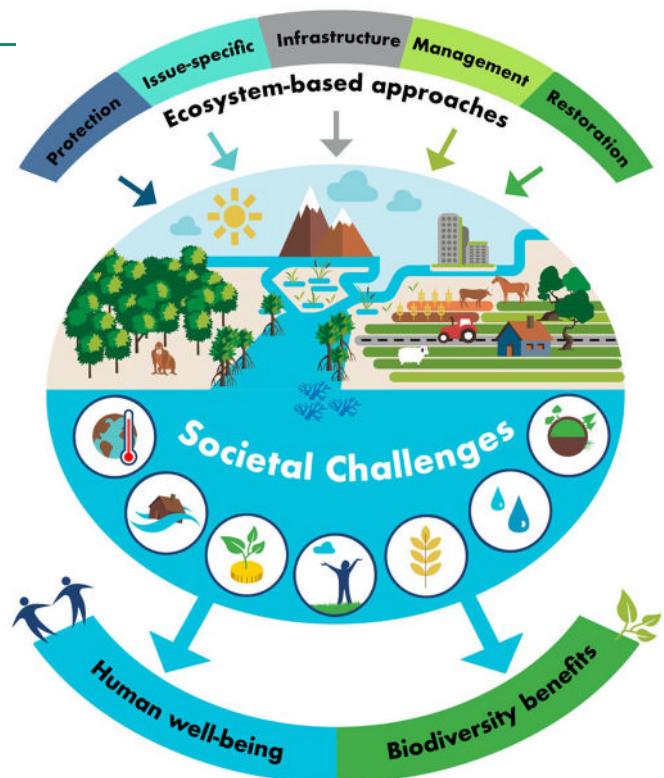 Protection
Issue-specific
Infrastructure
Management
Restoration
Ecosystem-based approaches
Societal Challenges
Human well-being
Biodiversity benefits